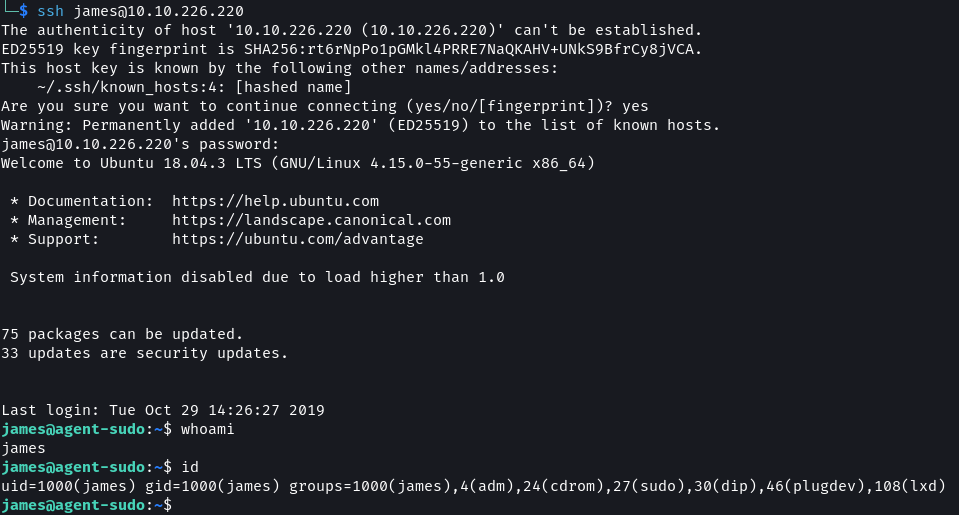 └─$ ssh james@10.10.226.220
The authenticity of host '10.10.226.220 (10.10.226.220)' can't be established.
ED25519 key fingerprint is SHA256:rt6rNpPo1pGMkl4PRRE7NaQKAHV+UNkS9BfrCy8jVCA.
This host key is known by the following other names/addresses:
    ~/.ssh/known_hosts:4: [hashed name]
Are you sure you want to continue connecting (yes/no/[fingerprint])? yes
Warning: Permanently added '10.10.226.220' (ED25519) to the list of known hosts.
james@10.10.226.220's password:
Welcome to Ubuntu 18.04.3 LTS (GNU/Linux 4.15.0-55-generic x86_64)

 * Documentation:  https://help.ubuntu.com
 * Management:     https://landscape.canonical.com
 * Support:        https://ubuntu.com/advantage

 System information disabled due to load higher than 1.0

75 packages can be updated.
33 updates are security updates.

Last login: Tue Oct 29 14:26:27 2019
james@agent-sudo:~$ whoami
james
james@agent-sudo:~$ id
uid=1000(james) gid=1000(james) groups=1000(james),4(adm),24(cdrom),27(sudo),30(dip),46(plugdev),108(lxd)
james@agent-sudo:~$